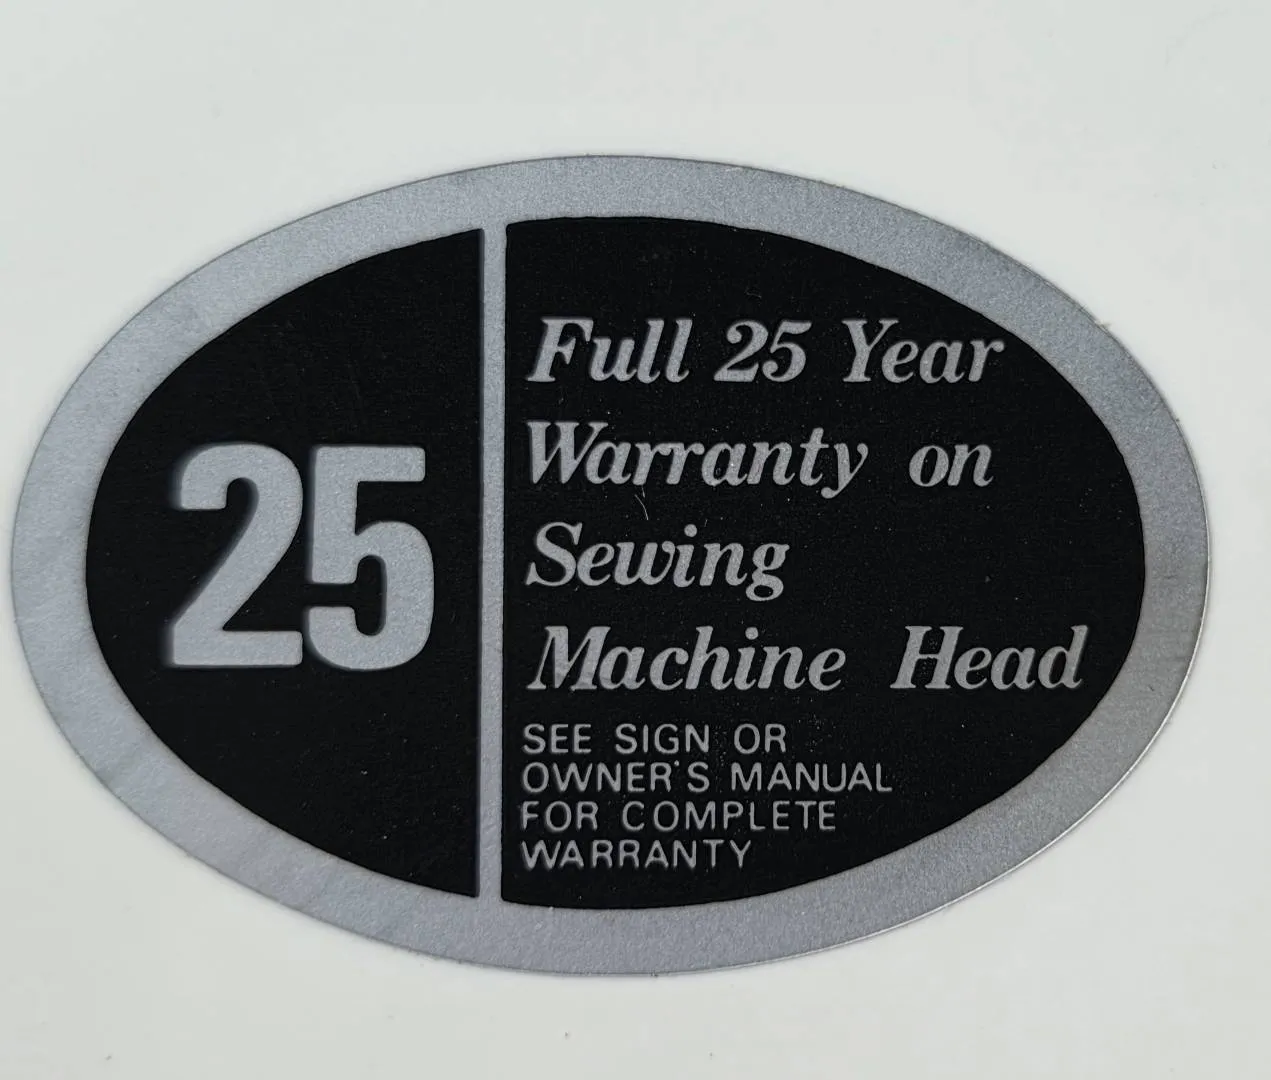 25
Full 25 Year
Warranty on
Sewing
Machine Head
SEE SIGN OR
OWNER'S MANUAL
FOR COMPLETE
WARRANTY